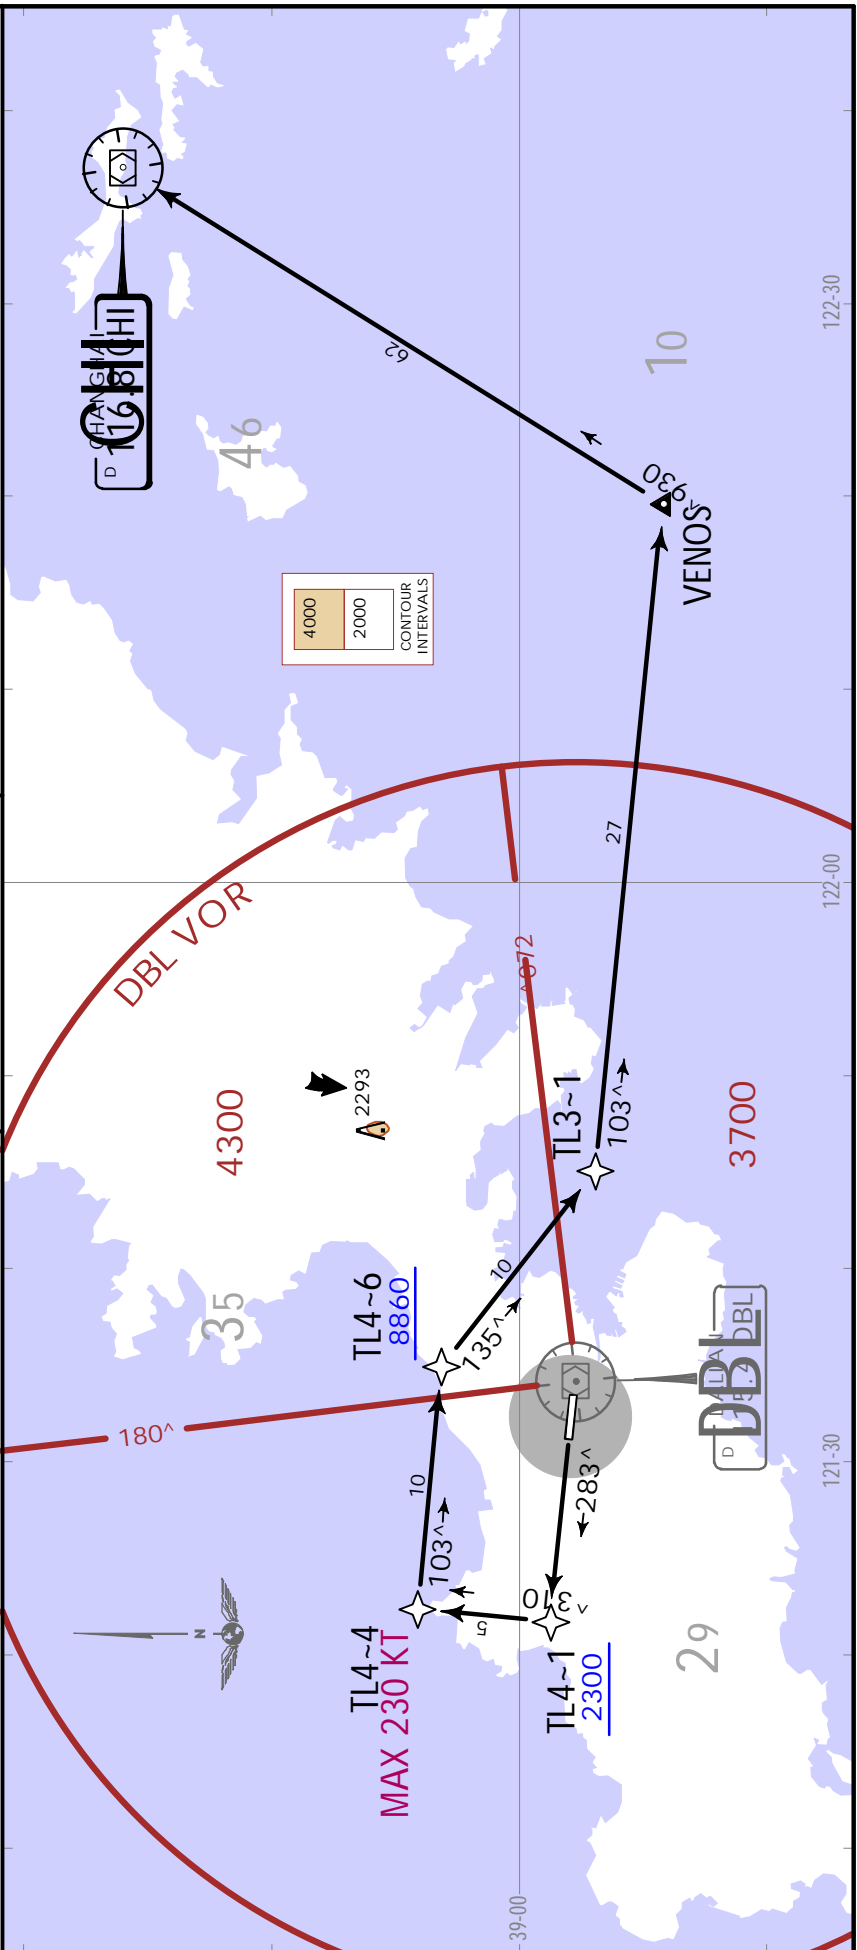 CHANGHAI
D 116.8 CHI
CHI
62
122-30
10
46
930^
VENOS
4000
2000
CONTOUR
INTERVALS
27
122-00
DBL VOR
^072
2293
4300
TL3~1
103^
3700
TL4~6
8860
10
135^
35
DALIAN
D DBL
DBL
180^
121-30
10
283^
103^
310^
5
N
TL4~4
MAX 230 KT
TL4~1
2300
29
39-00